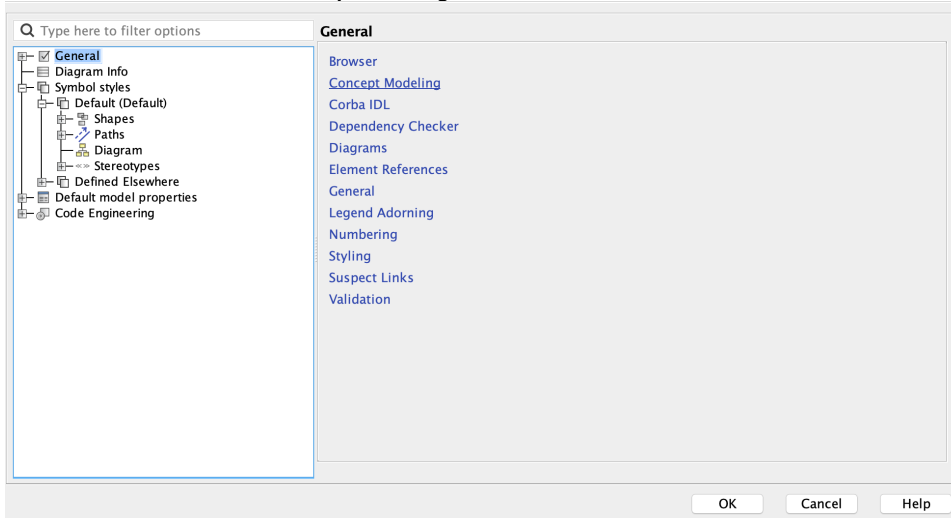 Type here to filter options
General
Diagram Info
Symbol styles
Default (Default)
Shapes
Paths
Diagram
Stereotypes
Defined Elsewhere
Default model properties
Code Engineering
General
Browser
Concept Modeling
Corba IDL
Dependency Checker
Diagrams
Element References
General
Legend Adorning
Numbering
Styling
Suspect Links
Validation
OK Cancel Help